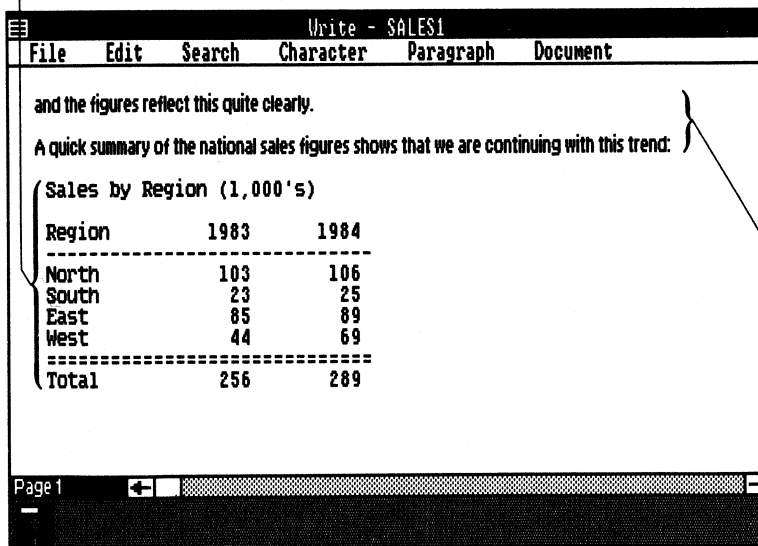 Write - SALES1
File Edit Search Character Paragraph Document
and the figures reflect this quite clearly.
A quick summary of the national sales figures shows that we are continuing with this trend:
Sales by Region (1,000's)
Region 1983 1984
------------------------------
North 103 106
South 23 25
East 85 89
West 44 69
==============================
Total 256 289
Page 1